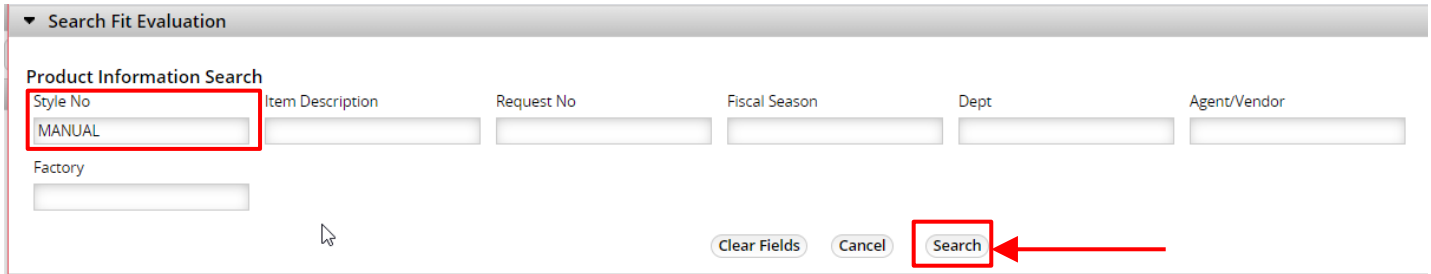 Search Fit Evaluation
Product Information Search
Style No Item Description Request No Fiscal Season Dept Agent/Vendor
MANUAL
Factory
Clear Fields Cancel Search